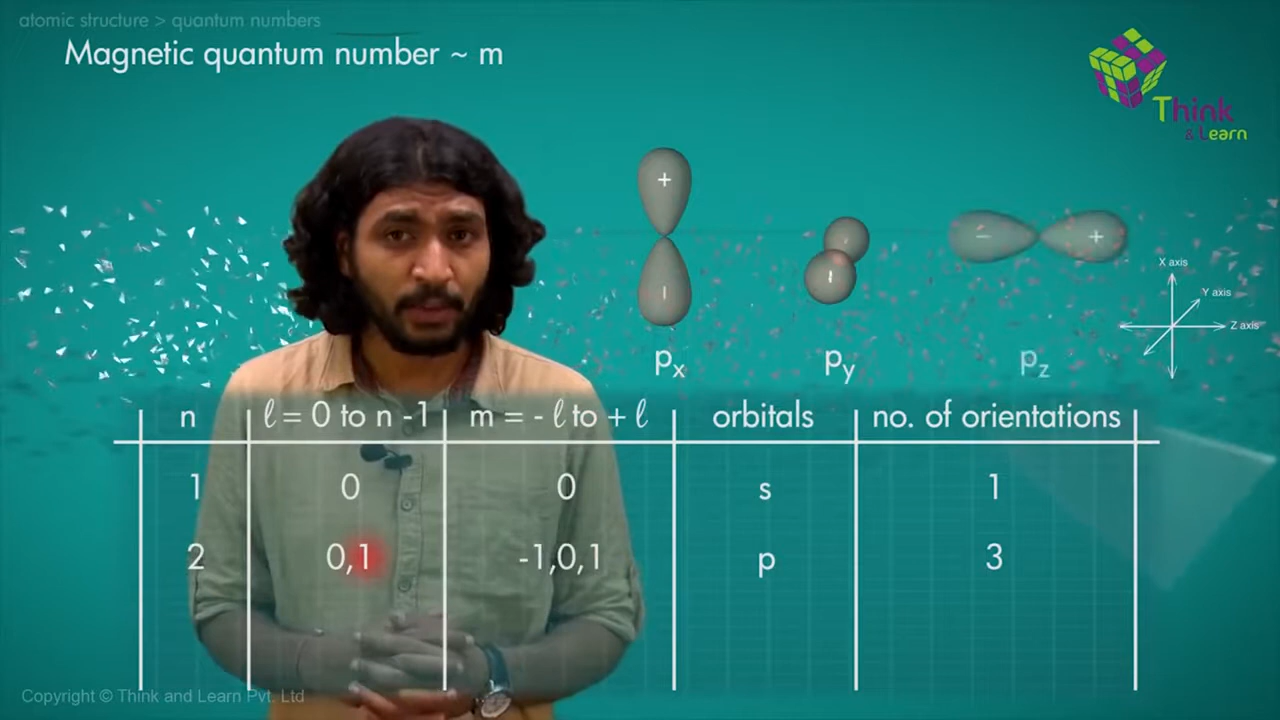 atomic structure > quantum numbers
Magnetic quantum number ~ m
Think
& Learn
+
− +
X axis
Y axis
Z axis
px py pz
n ℓ = 0 to n -1 m = - ℓ to + ℓ orbitals no. of orientations
1 0 0 s 1
2 0,1 -1,0,1 p 3
Copyright © Think and Learn Pvt. Ltd